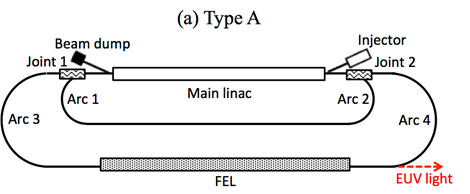 (a) Type A
Beam dump
Injector
Joint 1
Joint 2
Main linac
Arc 1
Arc 2
Arc 3
Arc 4
FEL
EUV light